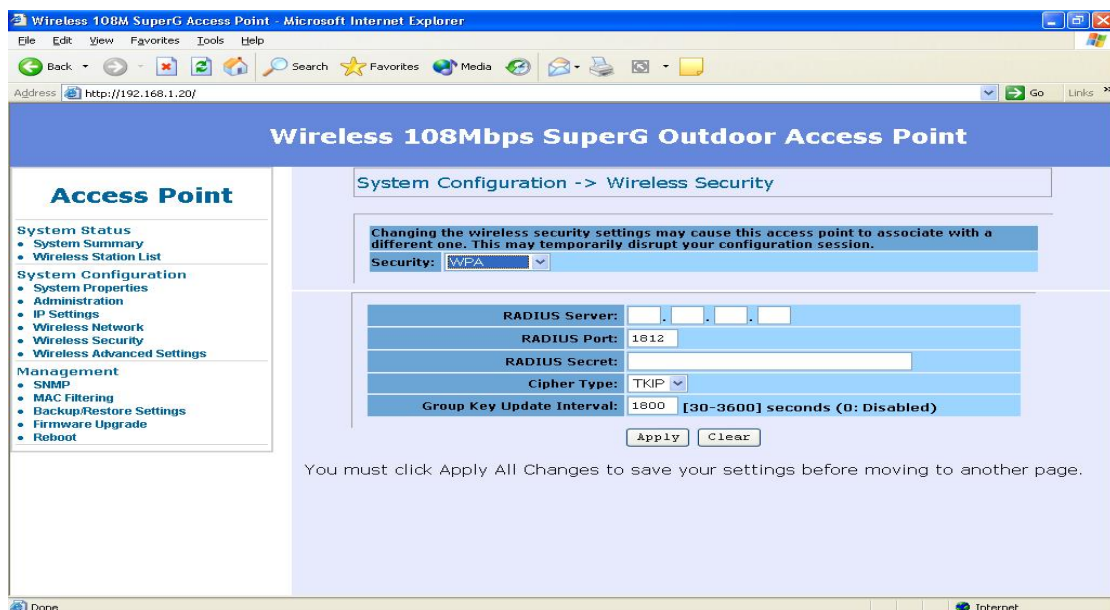 Wireless 108M SuperG Access Point - Microsoft Internet Explorer
File Edit View Favorites Tools Help
Back Search Favorites Media
Address http://192.168.1.20/ Go Links »
Wireless 108Mbps SuperG Outdoor Access Point
Access Point
System Status
• System Summary
• Wireless Station List
System Configuration
• System Properties
• Administration
• IP Settings
• Wireless Network
• Wireless Security
• Wireless Advanced Settings
Management
• SNMP
• MAC Filtering
• Backup/Restore Settings
• Firmware Upgrade
• Reboot
System Configuration -> Wireless Security
Changing the wireless security settings may cause this access point to associate with a
different one. This may temporarily disrupt your configuration session.
Security: WPA
RADIUS Server: . . .
RADIUS Port: 1812
RADIUS Secret:
Cipher Type: TKIP
Group Key Update Interval: 1800 [30-3600] seconds (0: Disabled)
Apply Clear
You must click Apply All Changes to save your settings before moving to another page.
Done Internet